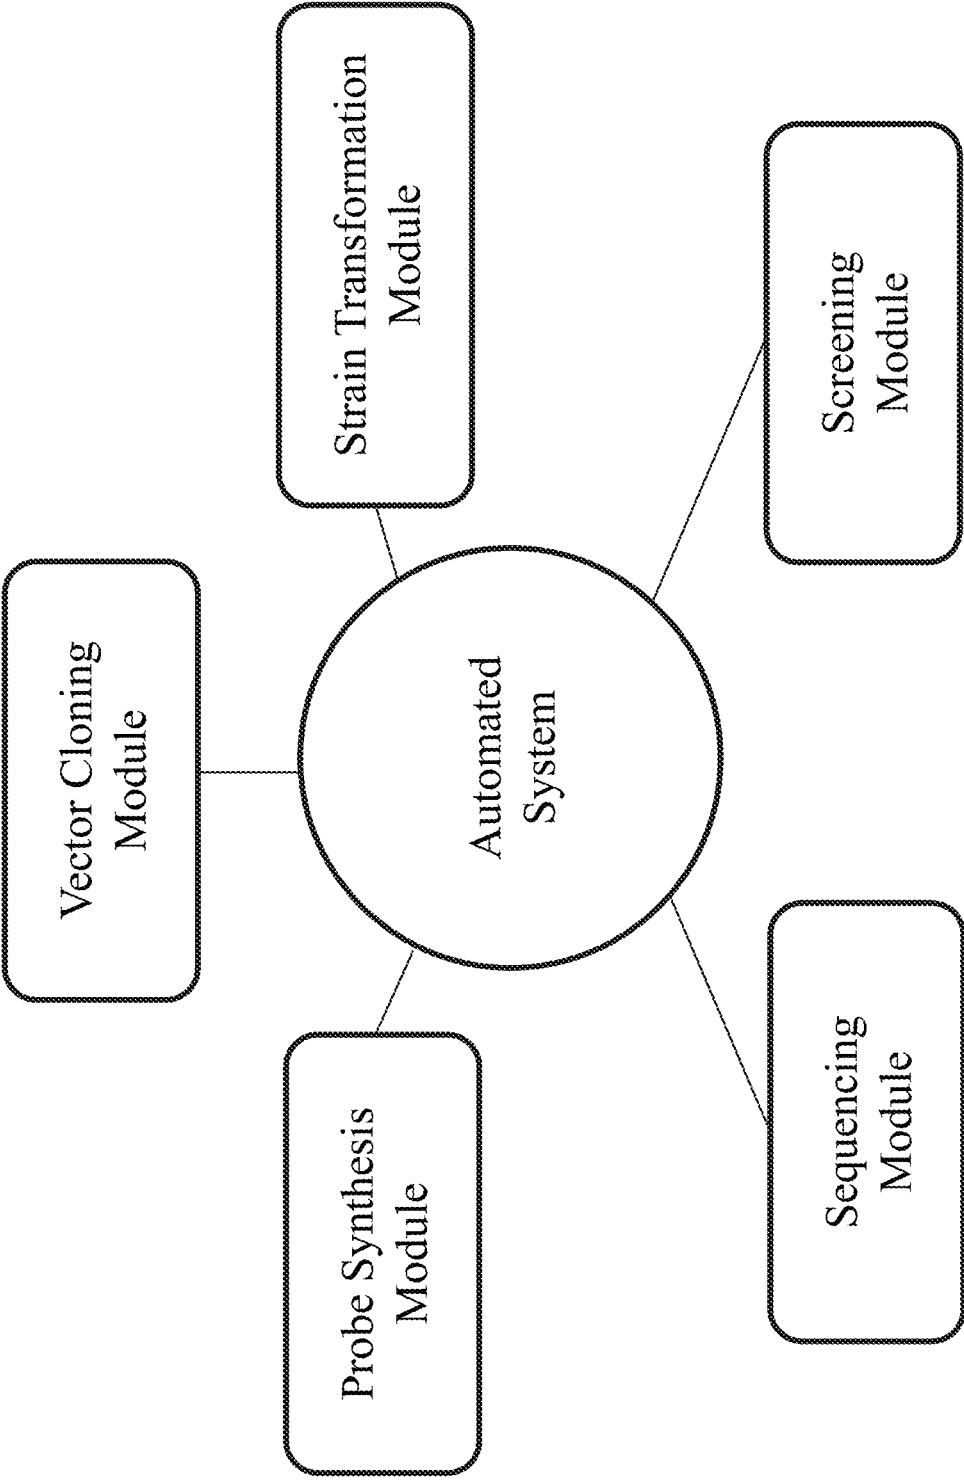 Vector Cloning
Module
Probe Synthesis
Module
Strain Transformation
Module
Automated
System
Sequencing
Module
Screening
Module